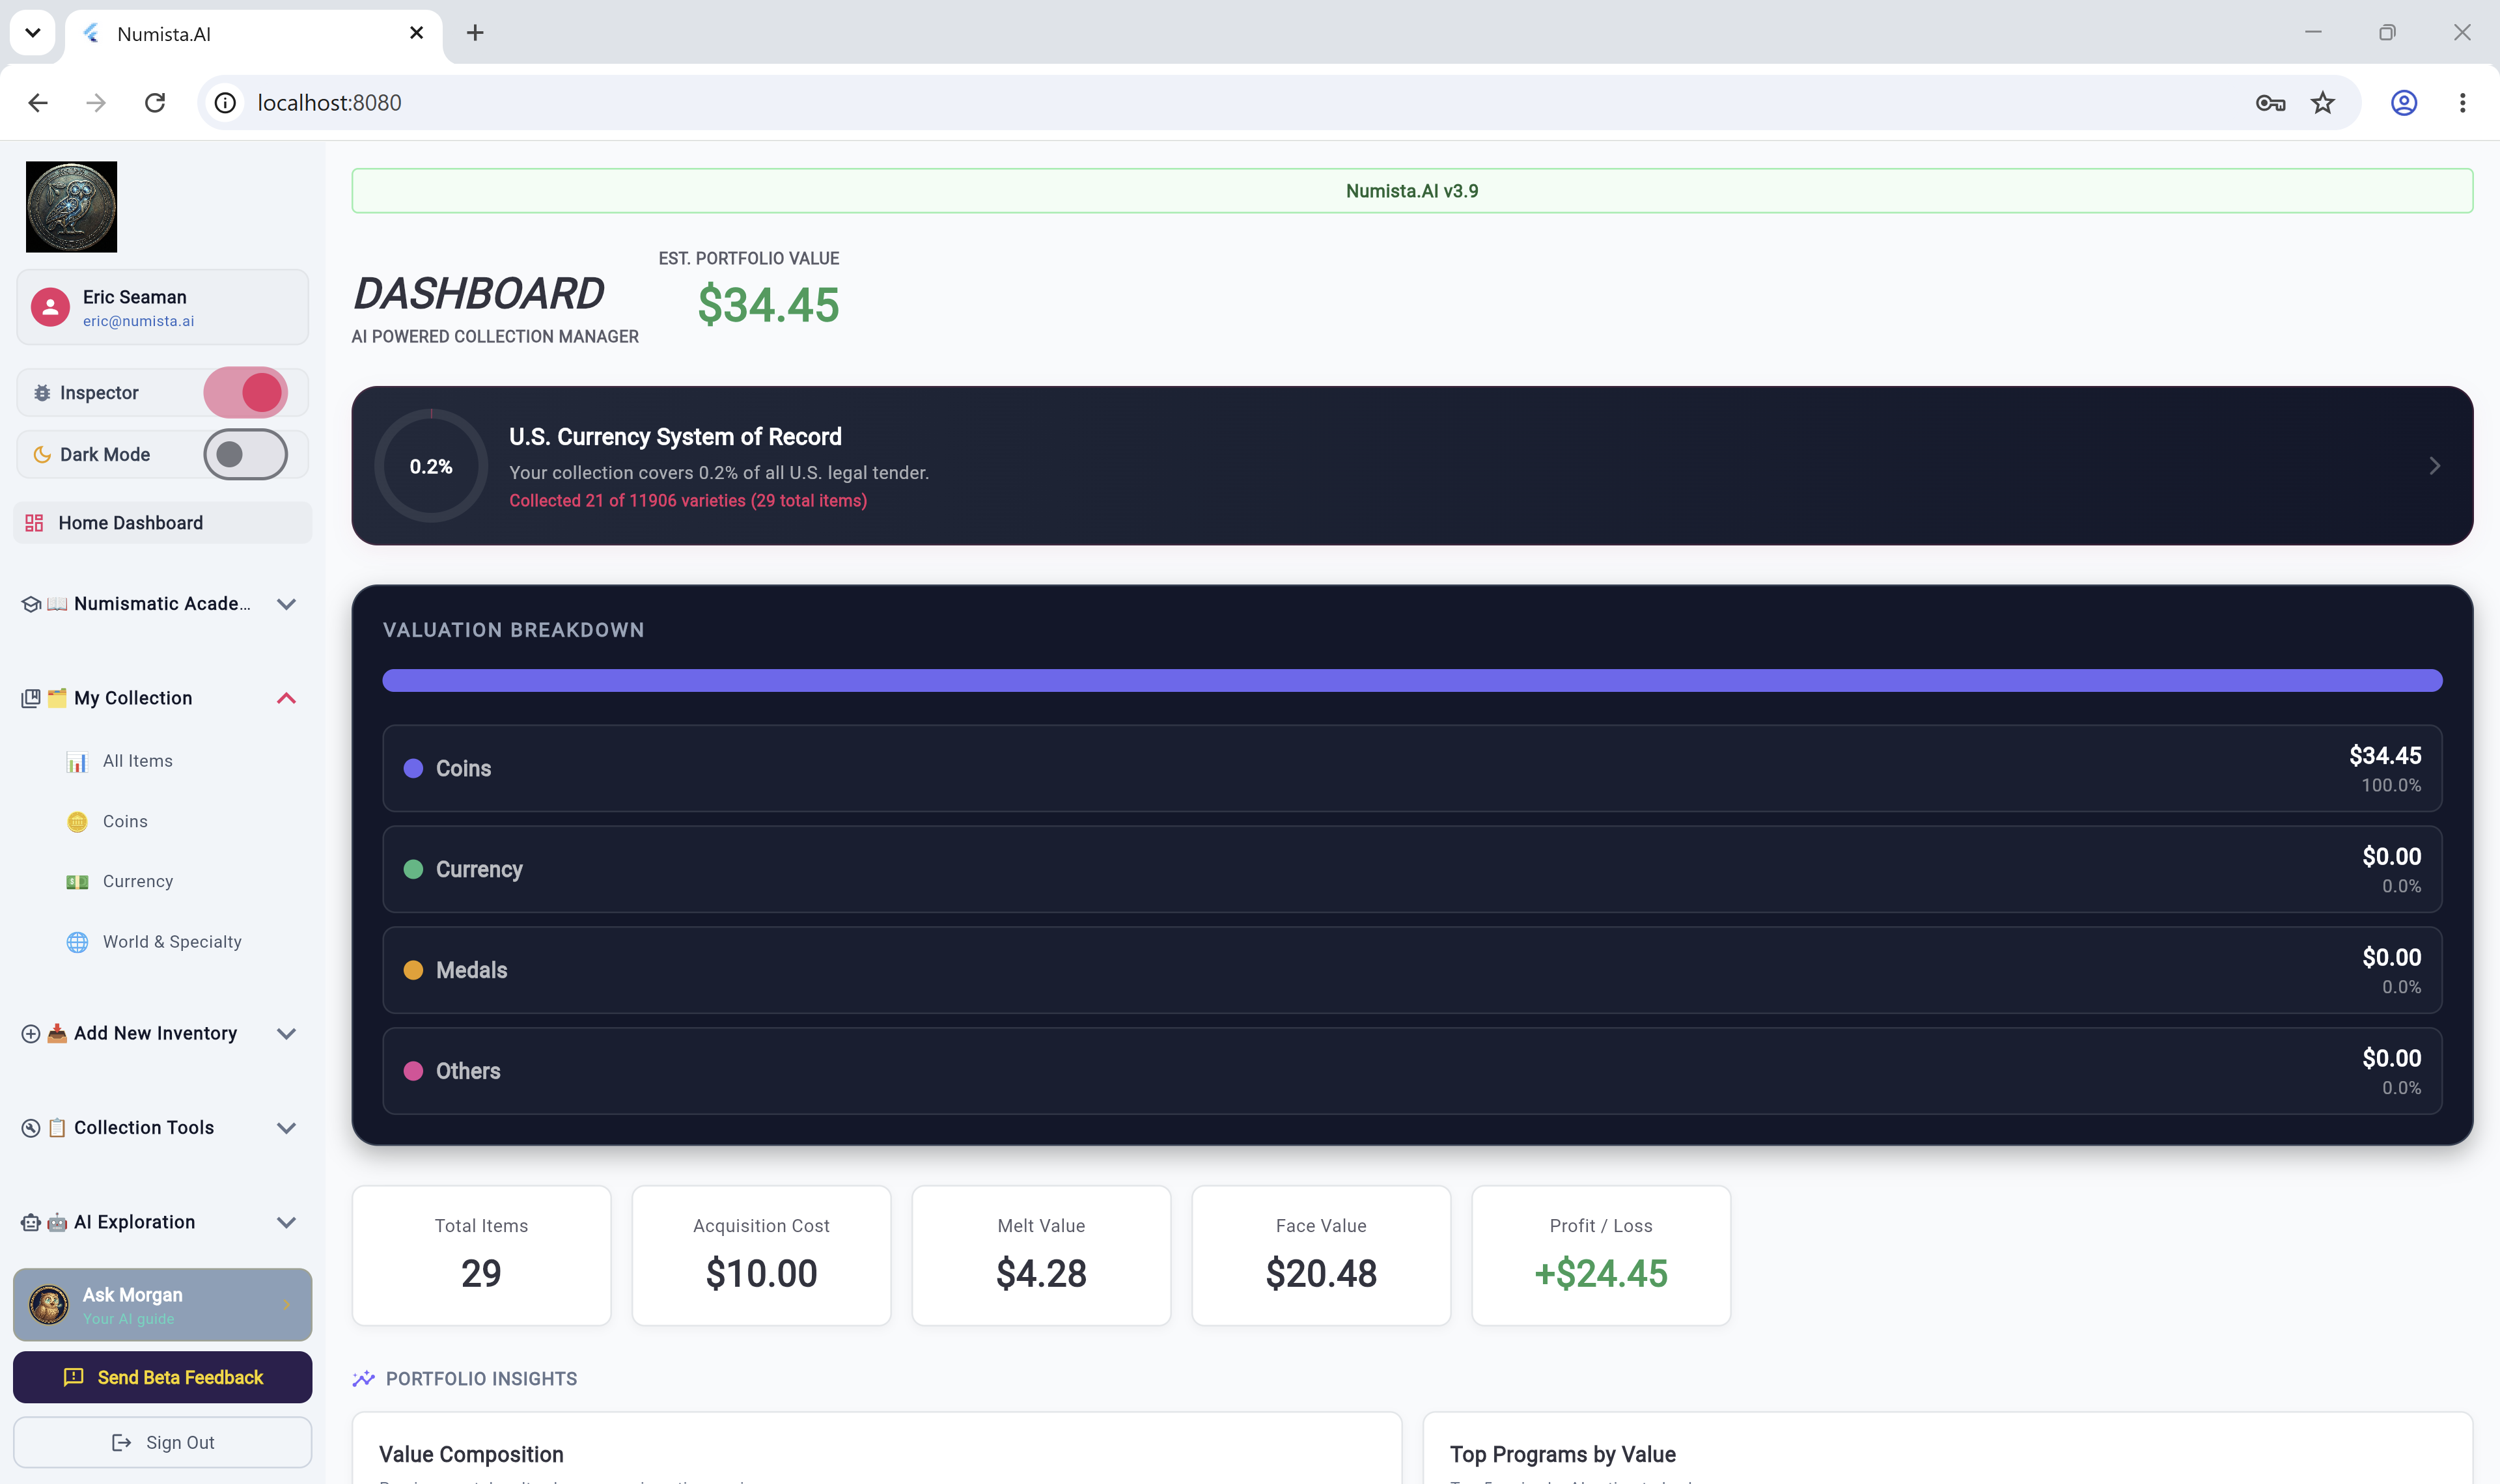 Numista.AI
localhost:8080
Eric Seaman
eric@numista.ai
Inspector
Dark Mode
Home Dashboard
Numismatic Acade...
My Collection
All Items
Coins
Currency
World & Specialty
Add New Inventory
Collection Tools
AI Exploration
Ask Morgan
Your AI guide
Send Beta Feedback
Sign Out
Numista.AI v3.9
DASHBOARD
AI POWERED COLLECTION MANAGER
EST. PORTFOLIO VALUE
$34.45
0.2%
U.S. Currency System of Record
Your collection covers 0.2% of all U.S. legal tender.
Collected 21 of 11906 varieties (29 total items)
VALUATION BREAKDOWN
Coins
$34.45
100.0%
Currency
$0.00
0.0%
Medals
$0.00
0.0%
Others
$0.00
0.0%
Total Items
29
Acquisition Cost
$10.00
Melt Value
$4.28
Face Value
$20.48
Profit / Loss
+$24.45
PORTFOLIO INSIGHTS
Value Composition
Top Programs by Value